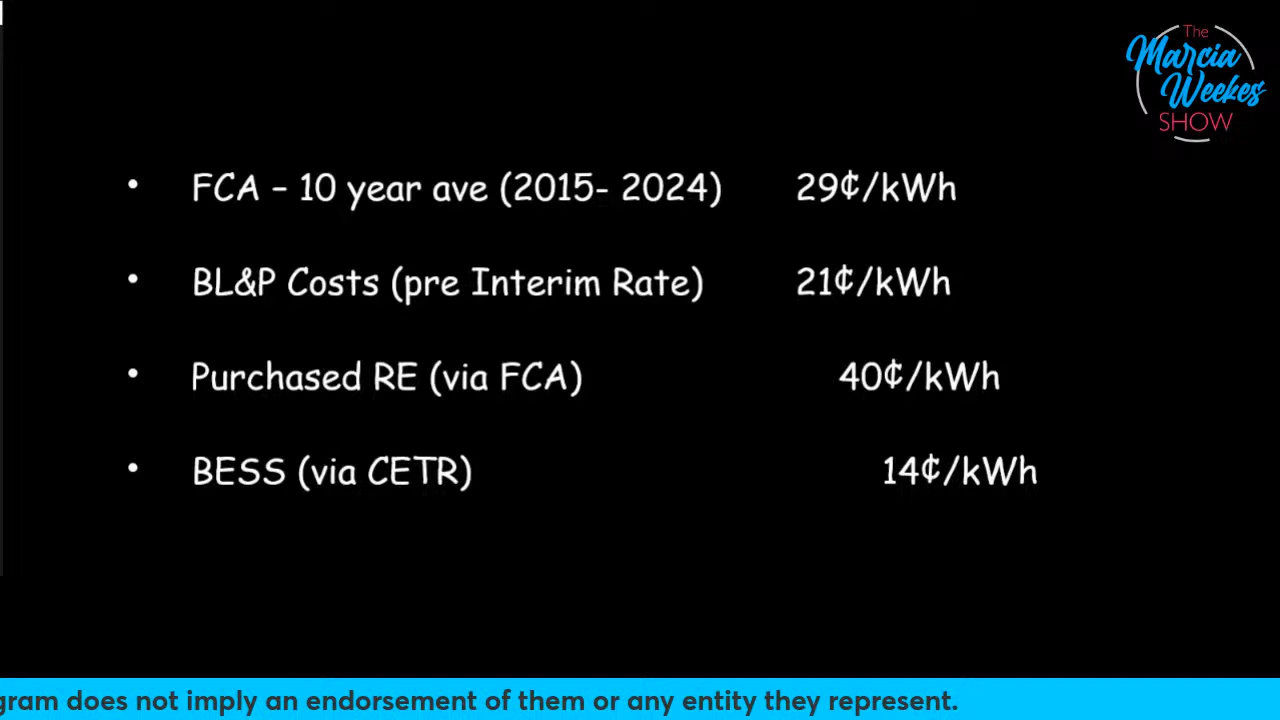 The
Marcia
Weekes
SHOW
• FCA – 10 year ave (2015- 2024) 29¢/kWh
• BL&P Costs (pre Interim Rate) 21¢/kWh
• Purchased RE (via FCA) 40¢/kWh
• BESS (via CETR) 14¢/kWh
gram does not imply an endorsement of them or any entity they represent.